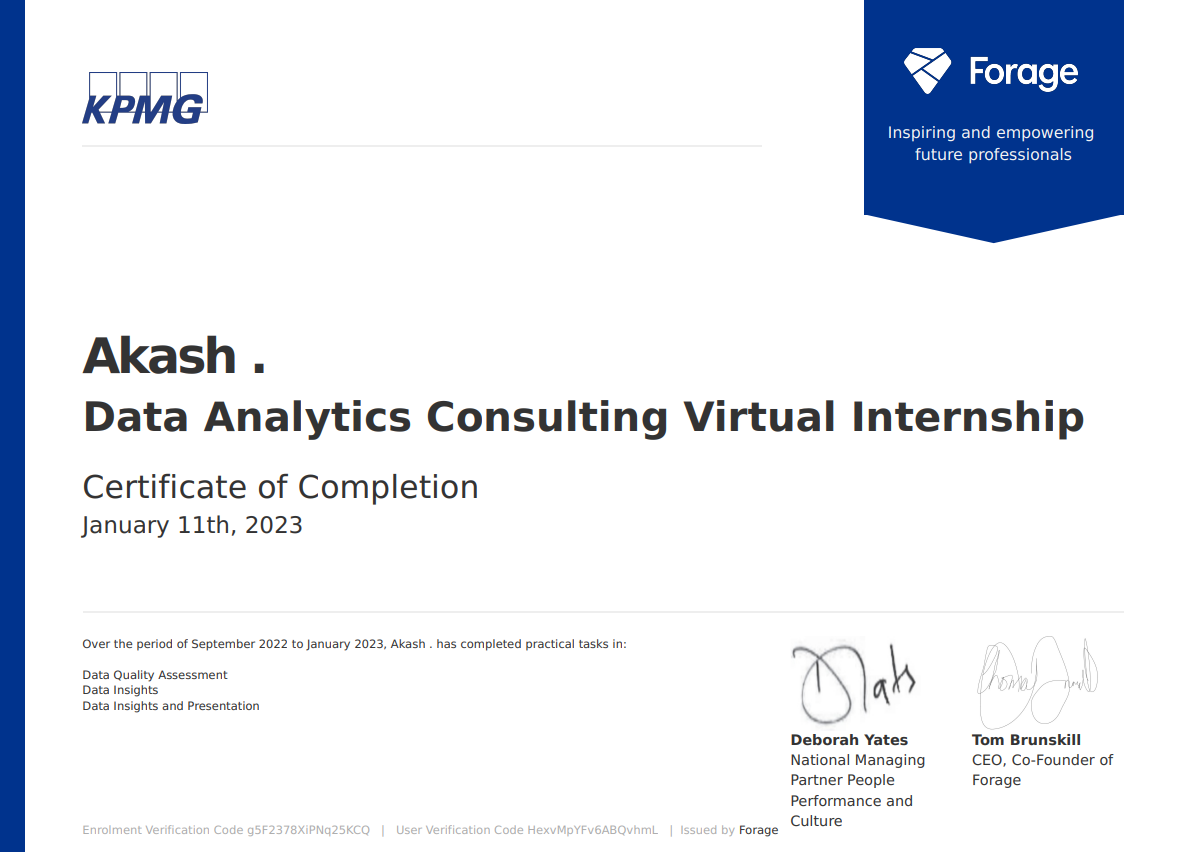 KPMG
Forage
Inspiring and empowering
future professionals
Akash .
Data Analytics Consulting Virtual Internship
Certificate of Completion
January 11th, 2023
Over the period of September 2022 to January 2023, Akash . has completed practical tasks in:
Data Quality Assessment
Data Insights
Data Insights and Presentation
Deborah Yates
National Managing
Partner People
Performance and
Culture
Tom Brunskill
CEO, Co-Founder of
Forage
Enrolment Verification Code g5F2378XiPNq25KCQ | User Verification Code HexvMpYFv6ABQvhmL | Issued by Forage